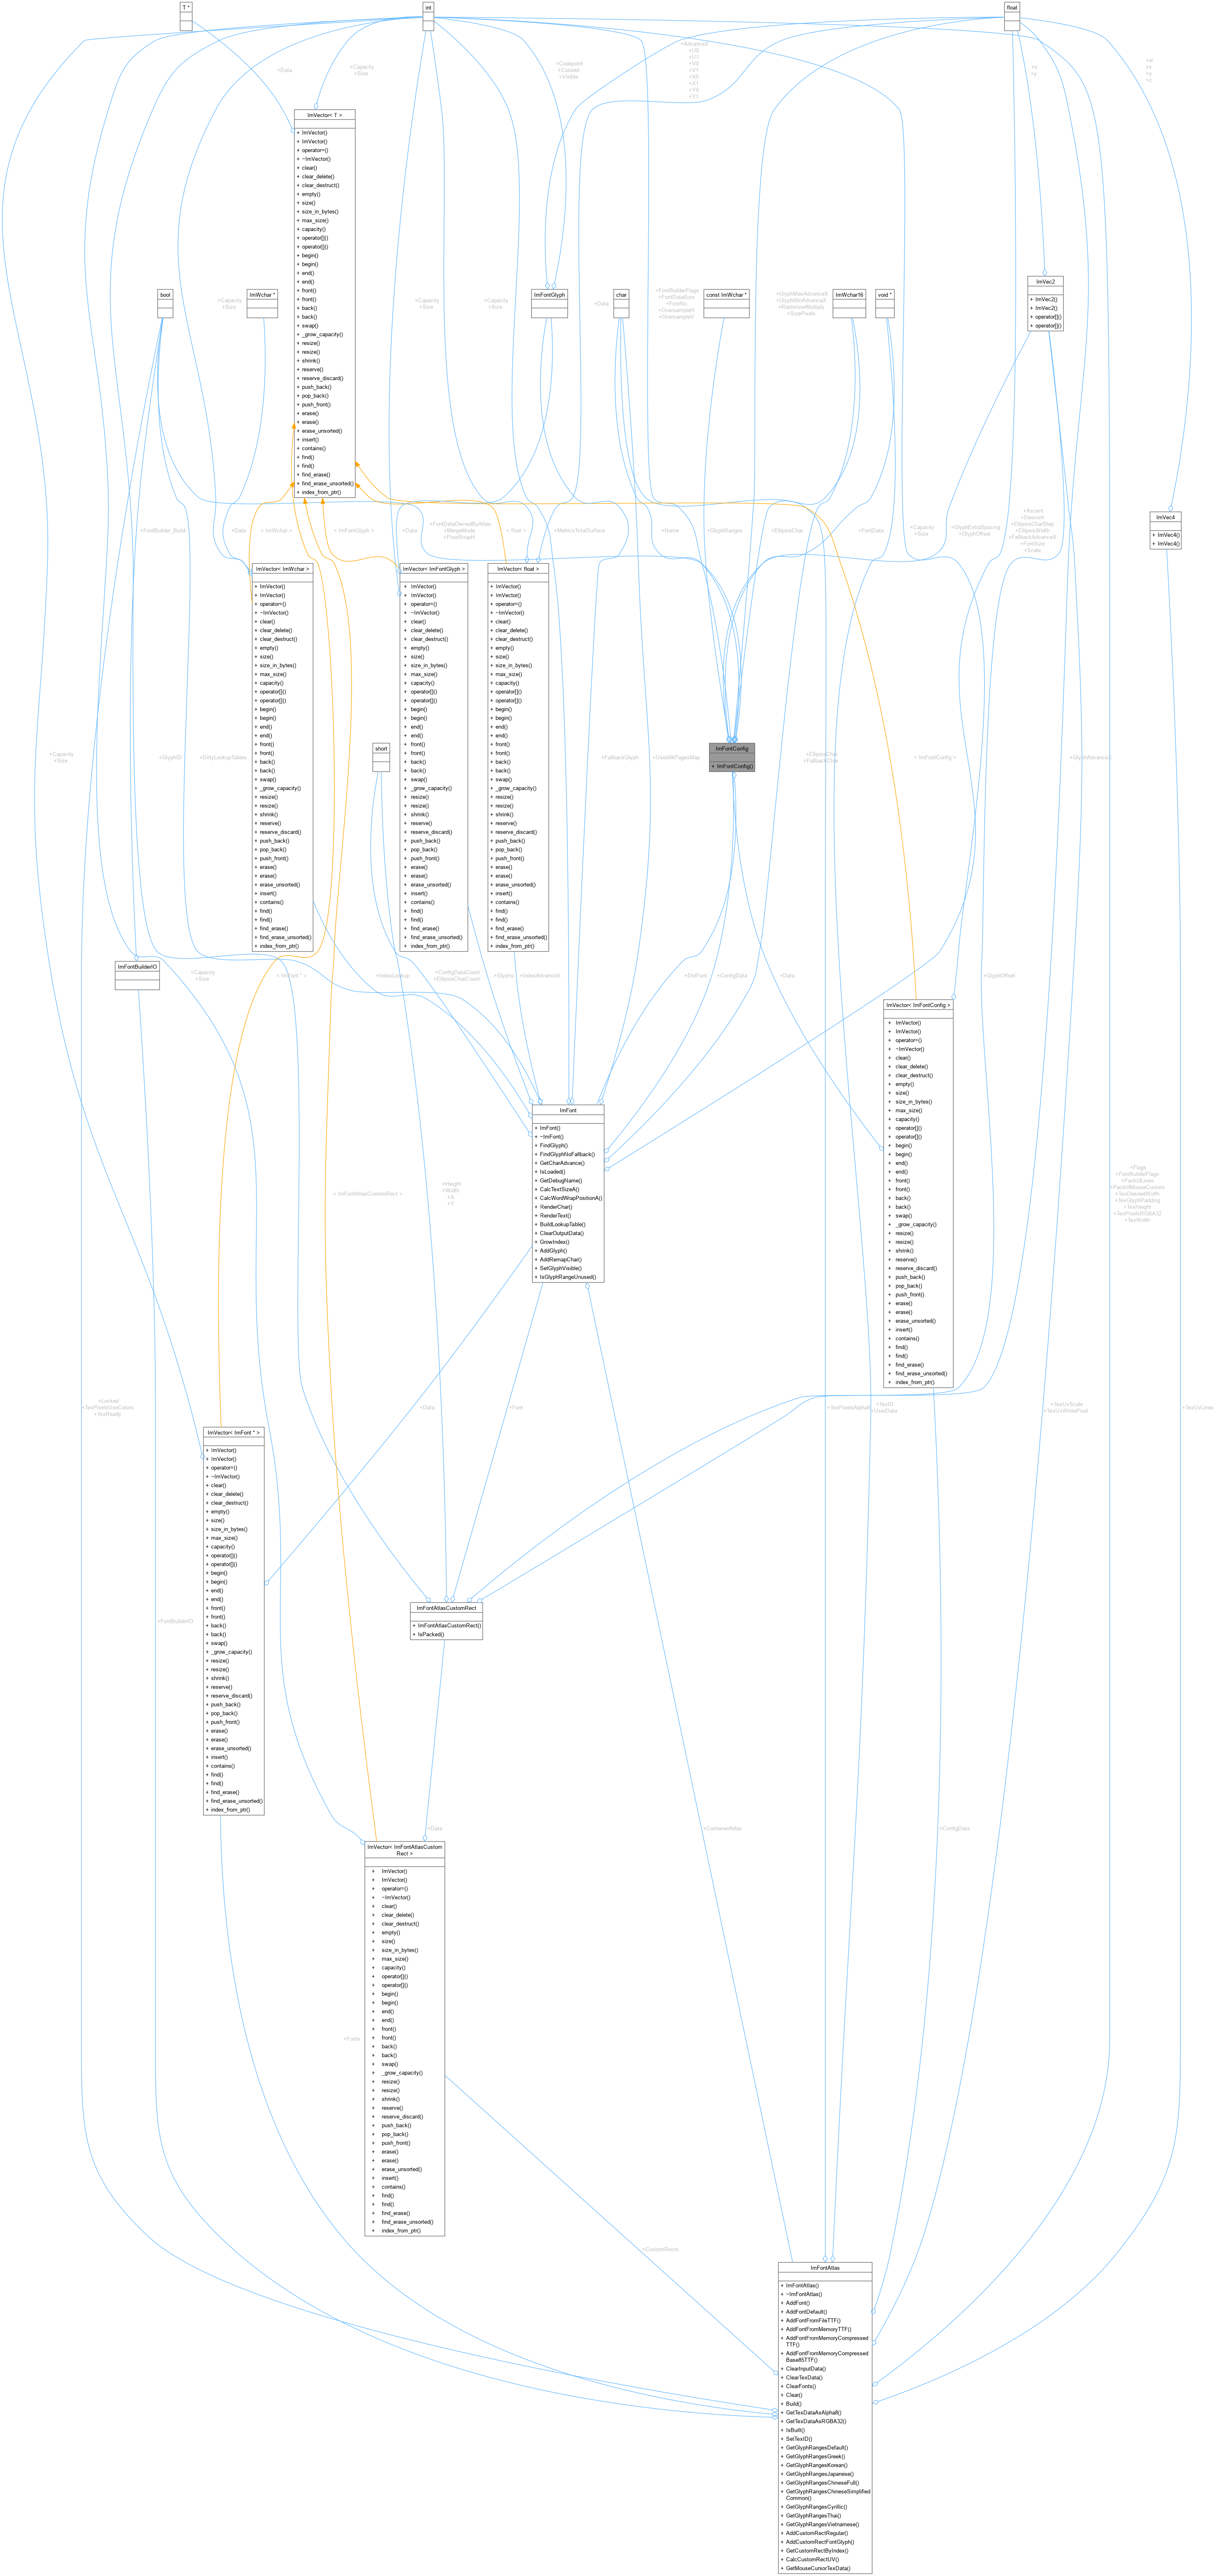 T *
int
float
+Data
+Capacity
+Size
+Codepoint
+Colored
+Visible
+AdvanceX
+U0
+U1
+V0
+V1
+X0
+X1
+Y0
+Y1
+x
+y
+w
+x
+y
+z
ImVector< T >
+ ImVector()
+ ImVector()
+ operator=()
+ ~ImVector()
+ clear()
+ clear_delete()
+ clear_destruct()
+ empty()
+ size()
+ size_in_bytes()
+ max_size()
+ capacity()
+ operator[]()
+ operator[]()
+ begin()
+ begin()
+ end()
+ end()
+ front()
+ front()
+ back()
+ back()
+ swap()
+ _grow_capacity()
+ resize()
+ resize()
+ shrink()
+ reserve()
+ reserve_discard()
+ push_back()
+ pop_back()
+ push_front()
+ erase()
+ erase()
+ erase_unsorted()
+ insert()
+ contains()
+ find()
+ find()
+ find_erase()
+ find_erase_unsorted()
+ index_from_ptr()
bool
+Capacity
+Size
ImWchar *
+Capacity
+Size
+Capacity
+Size
ImFontGlyph
+Data
char
+FontBuilderFlags
+FontDataSize
+FontNo
+OversampleH
+OversampleV
const ImWchar *
+GlyphMaxAdvanceX
+GlyphMinAdvanceX
+RasterizerMultiply
+SizePixels
ImWchar16
void *
ImVec2
+ ImVec2()
+ ImVec2()
+ operator[]()
+ operator[]()
ImVec4
+ ImVec4()
+ ImVec4()
+FontBuilder_Build
+Data
< ImWchar >
< ImFontGlyph >
+Data
+FontDataOwnedByAtlas
+MergeMode
+PixelSnapH
< float >
+MetricsTotalSurface
+Name
+GlyphRanges
+EllipsisChar
+FontData
+Capacity
+Size
+GlyphExtraSpacing
+GlyphOffset
+Ascent
+Descent
+EllipsisCharStep
+EllipsisWidth
+FallbackAdvanceX
+FontSize
+Scale
ImVector< ImWchar >
+ ImVector()
+ ImVector()
+ operator=()
+ ~ImVector()
+ clear()
+ clear_delete()
+ clear_destruct()
+ empty()
+ size()
+ size_in_bytes()
+ max_size()
+ capacity()
+ operator[]()
+ operator[]()
+ begin()
+ begin()
+ end()
+ end()
+ front()
+ front()
+ back()
+ back()
+ swap()
+ _grow_capacity()
+ resize()
+ resize()
+ shrink()
+ reserve()
+ reserve_discard()
+ push_back()
+ pop_back()
+ push_front()
+ erase()
+ erase()
+ erase_unsorted()
+ insert()
+ contains()
+ find()
+ find()
+ find_erase()
+ find_erase_unsorted()
+ index_from_ptr()
ImVector< ImFontGlyph >
+ ImVector()
+ ImVector()
+ operator=()
+ ~ImVector()
+ clear()
+ clear_delete()
+ clear_destruct()
+ empty()
+ size()
+ size_in_bytes()
+ max_size()
+ capacity()
+ operator[]()
+ operator[]()
+ begin()
+ begin()
+ end()
+ end()
+ front()
+ front()
+ back()
+ back()
+ swap()
+ _grow_capacity()
+ resize()
+ resize()
+ shrink()
+ reserve()
+ reserve_discard()
+ push_back()
+ pop_back()
+ push_front()
+ erase()
+ erase()
+ erase_unsorted()
+ insert()
+ contains()
+ find()
+ find()
+ find_erase()
+ find_erase_unsorted()
+ index_from_ptr()
ImVector< float >
+ ImVector()
+ ImVector()
+ operator=()
+ ~ImVector()
+ clear()
+ clear_delete()
+ clear_destruct()
+ empty()
+ size()
+ size_in_bytes()
+ max_size()
+ capacity()
+ operator[]()
+ operator[]()
+ begin()
+ begin()
+ end()
+ end()
+ front()
+ front()
+ back()
+ back()
+ swap()
+ _grow_capacity()
+ resize()
+ resize()
+ shrink()
+ reserve()
+ reserve_discard()
+ push_back()
+ pop_back()
+ push_front()
+ erase()
+ erase()
+ erase_unsorted()
+ insert()
+ contains()
+ find()
+ find()
+ find_erase()
+ find_erase_unsorted()
+ index_from_ptr()
+Capacity
+Size
+GlyphID
+DirtyLookupTables
short
+FallbackGlyph
+Used4kPagesMap
ImFontConfig
+ ImFontConfig()
+EllipsisChar
+FallbackChar
< ImFontConfig >
+GlyphAdvanceX
ImFontBuilderIO
+Capacity
+Size
< ImFont * >
+IndexLookup
+ConfigDataCount
+EllipsisCharCount
+Glyphs
+IndexAdvanceX
+DstFont
+ConfigData
+Data
+GlyphOffset
ImVector< ImFontConfig >
+ ImVector()
+ ImVector()
+ operator=()
+ ~ImVector()
+ clear()
+ clear_delete()
+ clear_destruct()
+ empty()
+ size()
+ size_in_bytes()
+ max_size()
+ capacity()
+ operator[]()
+ operator[]()
+ begin()
+ begin()
+ end()
+ end()
+ front()
+ front()
+ back()
+ back()
+ swap()
+ _grow_capacity()
+ resize()
+ resize()
+ shrink()
+ reserve()
+ reserve_discard()
+ push_back()
+ pop_back()
+ push_front()
+ erase()
+ erase()
+ erase_unsorted()
+ insert()
+ contains()
+ find()
+ find()
+ find_erase()
+ find_erase_unsorted()
+ index_from_ptr()
ImFont
+ ImFont()
+ ~ImFont()
+ FindGlyph()
+ FindGlyphNoFallback()
+ GetCharAdvance()
+ IsLoaded()
+ GetDebugName()
+ CalcTextSizeA()
+ CalcWordWrapPositionA()
+ RenderChar()
+ RenderText()
+ BuildLookupTable()
+ ClearOutputData()
+ GrowIndex()
+ AddGlyph()
+ AddRemapChar()
+ SetGlyphVisible()
+ IsGlyphRangeUnused()
< ImFontAtlasCustomRect >
+Height
+Width
+X
+Y
+Flags
+FontBuilderFlags
+PackIdLines
+PackIdMouseCursors
+TexDesiredWidth
+TexGlyphPadding
+TexHeight
+TexPixelsRGBA32
+TexWidth
+Locked
+TexPixelsUseColors
+TexReady
+Data
+Font
+TexPixelsAlpha8
+TexID
+UserData
+TexUvScale
+TexUvWhitePixel
+TexUvLines
ImVector< ImFont * >
+ ImVector()
+ ImVector()
+ operator=()
+ ~ImVector()
+ clear()
+ clear_delete()
+ clear_destruct()
+ empty()
+ size()
+ size_in_bytes()
+ max_size()
+ capacity()
+ operator[]()
+ operator[]()
+ begin()
+ begin()
+ end()
+ end()
+ front()
+ front()
+ back()
+ back()
+ swap()
+ _grow_capacity()
+ resize()
+ resize()
+ shrink()
+ reserve()
+ reserve_discard()
+ push_back()
+ pop_back()
+ push_front()
+ erase()
+ erase()
+ erase_unsorted()
+ insert()
+ contains()
+ find()
+ find()
+ find_erase()
+ find_erase_unsorted()
+ index_from_ptr()
+FontBuilderIO
ImFontAtlasCustomRect
+ ImFontAtlasCustomRect()
+ IsPacked()
+Data
+ContainerAtlas
+ConfigData
ImVector< ImFontAtlasCustom
Rect >
+ ImVector()
+ ImVector()
+ operator=()
+ ~ImVector()
+ clear()
+ clear_delete()
+ clear_destruct()
+ empty()
+ size()
+ size_in_bytes()
+ max_size()
+ capacity()
+ operator[]()
+ operator[]()
+ begin()
+ begin()
+ end()
+ end()
+ front()
+ front()
+ back()
+ back()
+ swap()
+ _grow_capacity()
+ resize()
+ resize()
+ shrink()
+ reserve()
+ reserve_discard()
+ push_back()
+ pop_back()
+ push_front()
+ erase()
+ erase()
+ erase_unsorted()
+ insert()
+ contains()
+ find()
+ find()
+ find_erase()
+ find_erase_unsorted()
+ index_from_ptr()
+Fonts
+CustomRects
ImFontAtlas
+ ImFontAtlas()
+ ~ImFontAtlas()
+ AddFont()
+ AddFontDefault()
+ AddFontFromFileTTF()
+ AddFontFromMemoryTTF()
+ AddFontFromMemoryCompressed
TTF()
+ AddFontFromMemoryCompressed
Base85TTF()
+ ClearInputData()
+ ClearTexData()
+ ClearFonts()
+ Clear()
+ Build()
+ GetTexDataAsAlpha8()
+ GetTexDataAsRGBA32()
+ IsBuilt()
+ SetTexID()
+ GetGlyphRangesDefault()
+ GetGlyphRangesGreek()
+ GetGlyphRangesKorean()
+ GetGlyphRangesJapanese()
+ GetGlyphRangesChineseFull()
+ GetGlyphRangesChineseSimplified
Common()
+ GetGlyphRangesCyrillic()
+ GetGlyphRangesThai()
+ GetGlyphRangesVietnamese()
+ AddCustomRectRegular()
+ AddCustomRectFontGlyph()
+ GetCustomRectByIndex()
+ CalcCustomRectUV()
+ GetMouseCursorTexData()